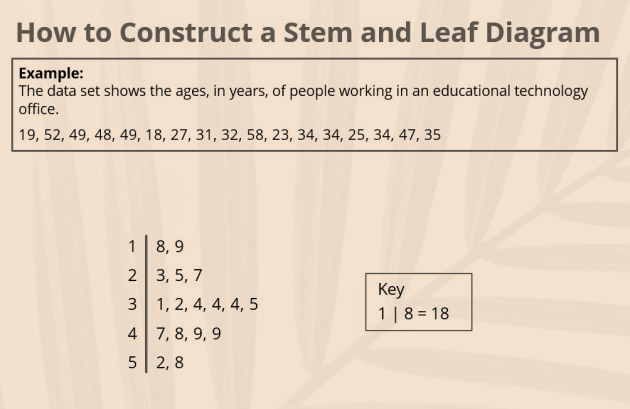 How to Construct a Stem and Leaf Diagram
Example:
The data set shows the ages, in years, of people working in an educational technology
office.
19, 52, 49, 48, 49, 18, 27, 31, 32, 58, 23, 34, 34, 25, 34, 47, 35
1 | 8, 9
2 | 3, 5, 7
3 | 1, 2, 4, 4, 4, 5
4 | 7, 8, 9, 9
5 | 2, 8
Key
1 | 8 = 18